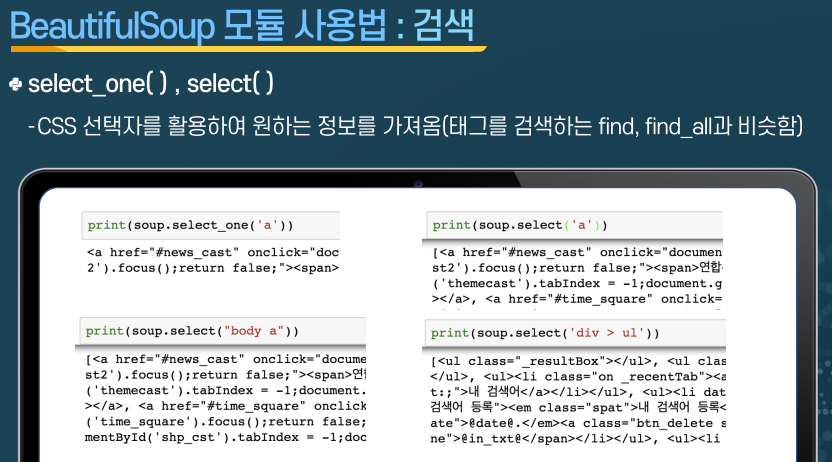 BeautifulSoup 모듈 사용법 : 검색
select_one( ) , select( )
-CSS 선택자를 활용하여 원하는 정보를 가져옴(태그를 검색하는 find, find_all과 비슷함)
print(soup.select_one('a'))
<a href="#news_cast" onclick="doc
2').focus();return false;"><span>
print(soup.select('a'))
[<a href="#news_cast" onclick="documen
st2').focus();return false;"><span>연합
('themecast').tabIndex = -1;document.g
></a>, <a href="#time_square" onclick=
print(soup.select("body a"))
[<a href="#news_cast" onclick="docume
st2').focus();return false;"><span>연
('themecast').tabIndex = -1;document.
></a>, <a href="#time_square" onclick
('time_square').focus();return false;
mentById('shp_cst').tabIndex = -1;doc
print(soup.select('div > ul'))
[<ul class="_resultBox"></ul>, <ul clas
</ul>, <ul><li class="on _recentTab"><a
t:;">내 검색어</a></li></ul>, <ul><li dat
검색어 등록"><em class="spat">내 검색어 등록<
ate">@date@.</em><a class="btn_delete s
ne">@in_txt@</span></li></ul>, <ul><li